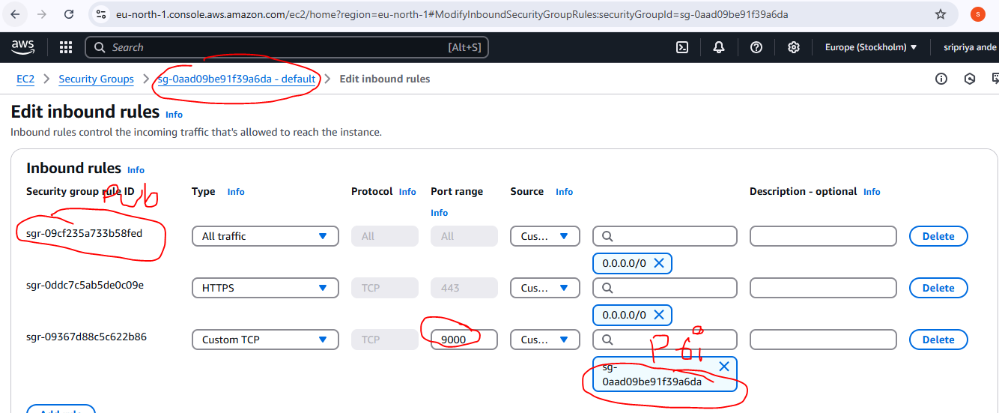 eu-north-1.console.aws.amazon.com/ec2/home?region=eu-north-1#ModifyInboundSecurityGroupRules:securityGroupId=sg-0aad09be91f39a6da
S
aws
Search
[Alt+S]
Europe (Stockholm)
sripriya ande
EC2
Security Groups
sg-0aad09be91f39a6da - default
Edit inbound rules
Edit inbound rules Info
Inbound rules control the incoming traffic that's allowed to reach the instance.
Inbound rules Info
Security group rule ID
Type Info
Protocol Info
Port range
Info
Source Info
Description - optional Info
Pub
sgr-09cf235a733b58fed
All traffic
All
All
Cus...
0.0.0.0/0
Delete
sgr-0ddc7c5ab5de0c09e
HTTPS
TCP
443
Cus...
0.0.0.0/0
Delete
sgr-09367d88c5c622b86
Custom TCP
TCP
9000
Cus...
Delete
Pri
sg-
0aad09be91f39a6da
Add rule